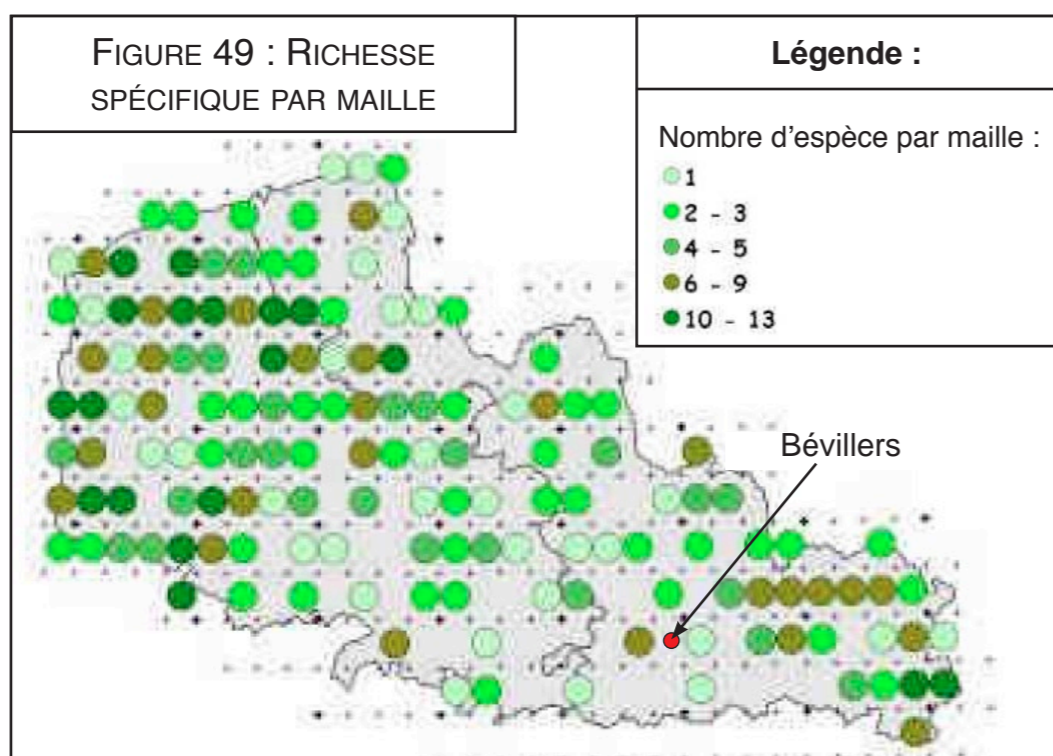 FIGURE 49 : RICHESSE
SPÉCIFIQUE PAR MAILLE
Légende :
Nombre d'espèce par maille :
1
2 - 3
4 - 5
6 - 9
10 - 13
Bévillers